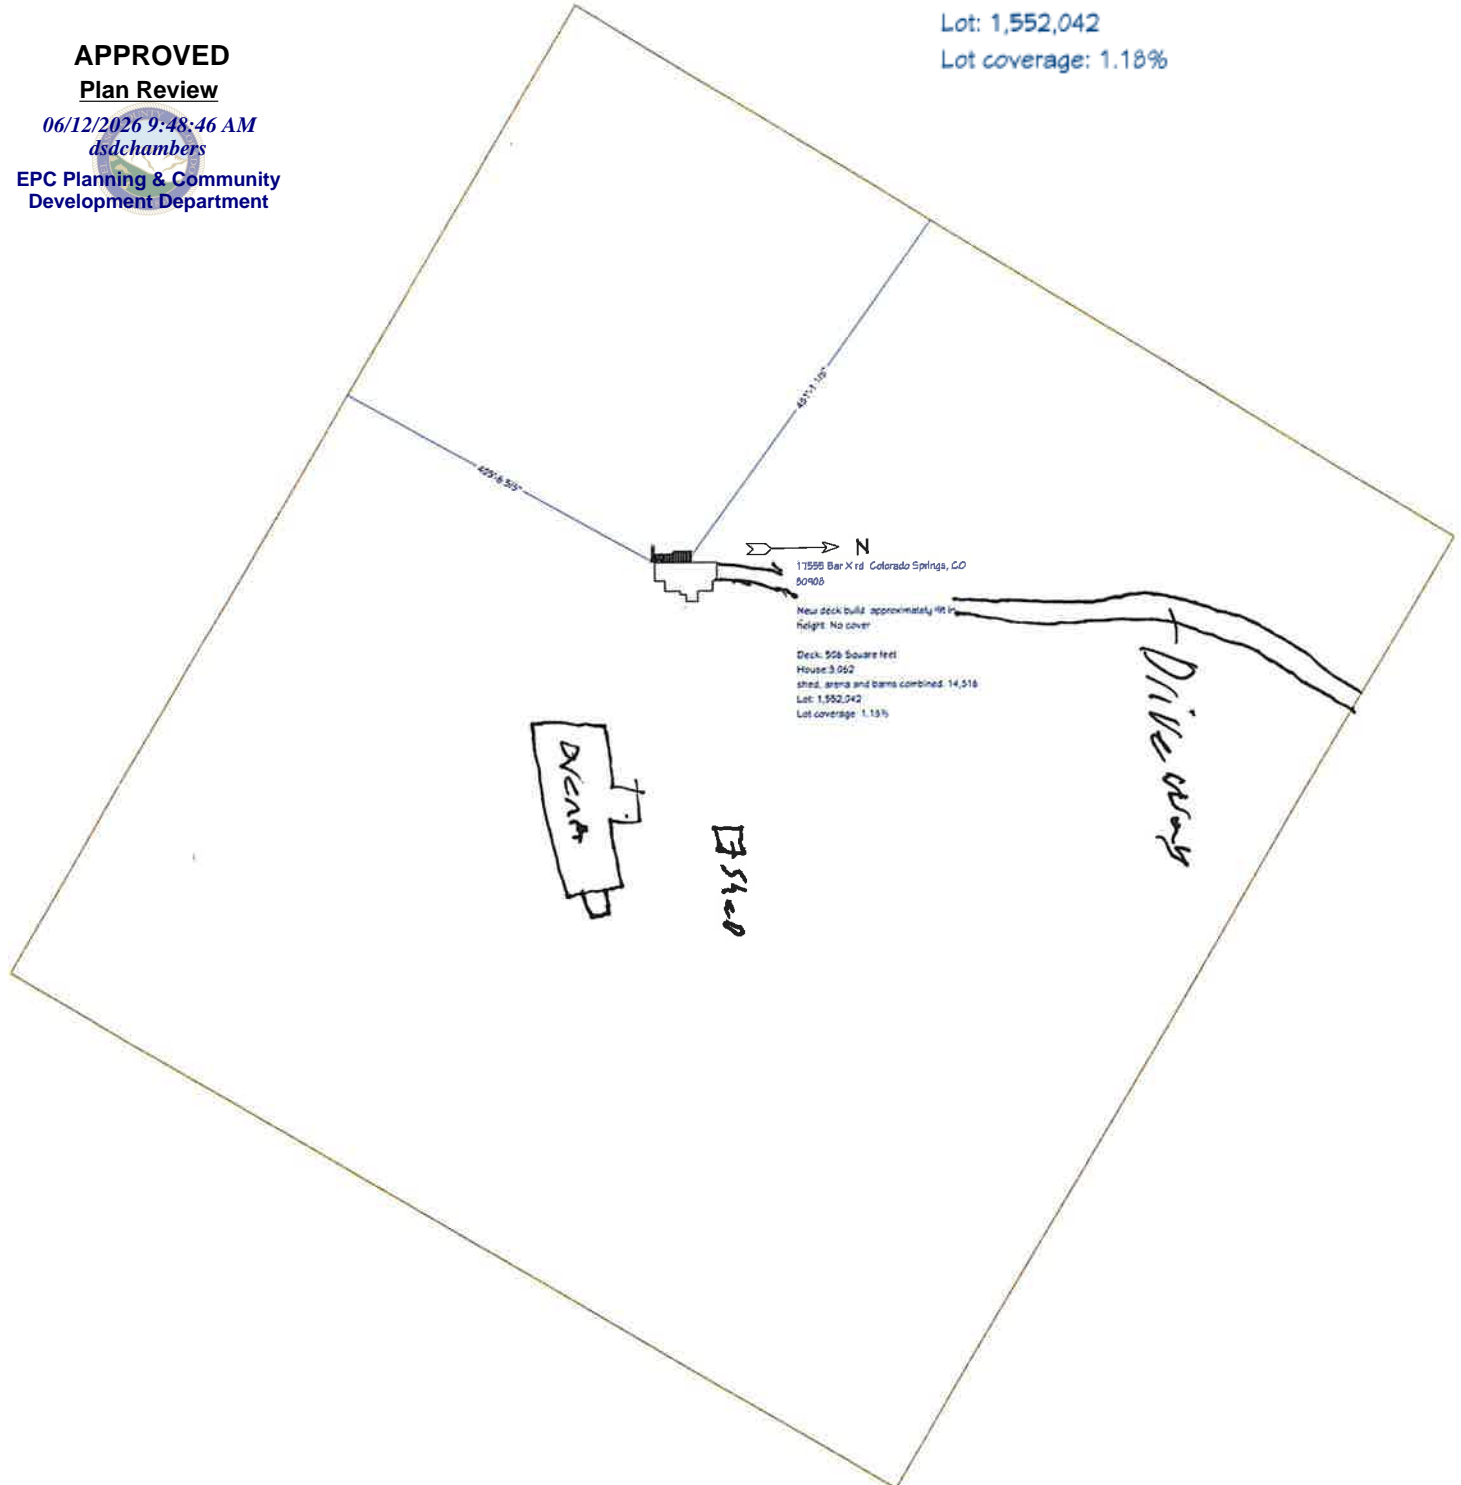 APPROVED
Plan Review
06/12/2026 9:48:46 AM
dsdchambers
EPC Planning & Community
Development Department
Lot: 1,552,042
Lot coverage: 1.18%
N
Bar X rd Colorado Springs, CO
80908
New deck build approximately in
height. No cover
Deck: 506 Square feet
House: 3,062
shed, arena and barns combined: 14,516
Lot: 1,552,042
Lot coverage: 1.18%
Driveway
Arena
Shed